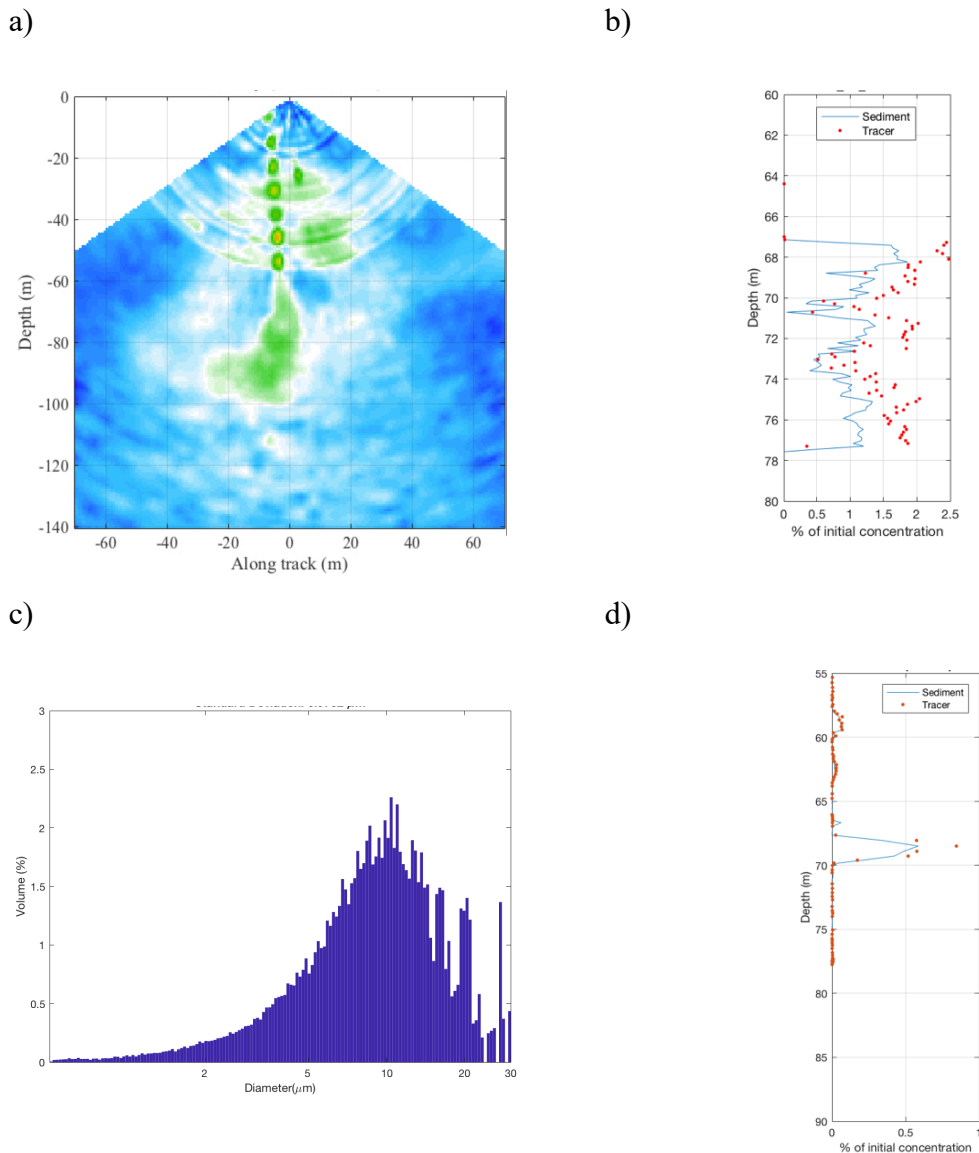 a)
b)
0
-20
-40
-60
-80
-100
-120
-140
Depth (m)
-60 -40 -20 0 20 40 60
Along track (m)
60
62
64
66
68
70
72
74
76
78
80
Depth (m)
Sediment
Tracer
0 0.5 1 1.5 2 2.5
% of initial concentration
c)
d)
3
2.5
2
1.5
1
0.5
0
Volume (%)
2 5 10 20 30
Diameter(μm)
55
60
65
70
75
80
85
90
Depth (m)
Sediment
Tracer
0 0.5 1
% of initial concentration